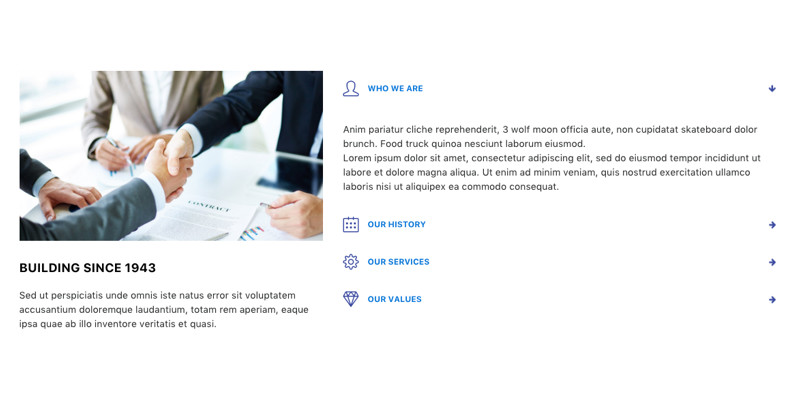 CONTRACT
BUILDING SINCE 1943
Sed ut perspiciatis unde omnis iste natus error sit voluptatem
accusantium doloremque laudantium, totam rem aperiam, eaque
ipsa quae ab illo inventore veritatis et quasi.
WHO WE ARE
Anim pariatur cliche reprehenderit, 3 wolf moon officia aute, non cupidatat skateboard dolor
brunch. Food truck quinoa nesciunt laborum eiusmod.
Lorem ipsum dolor sit amet, consectetur adipiscing elit, sed do eiusmod tempor incididunt ut
labore et dolore magna aliqua. Ut enim ad minim veniam, quis nostrud exercitation ullamco
laboris nisi ut aliquipex ea commodo consequat.
OUR HISTORY
OUR SERVICES
OUR VALUES